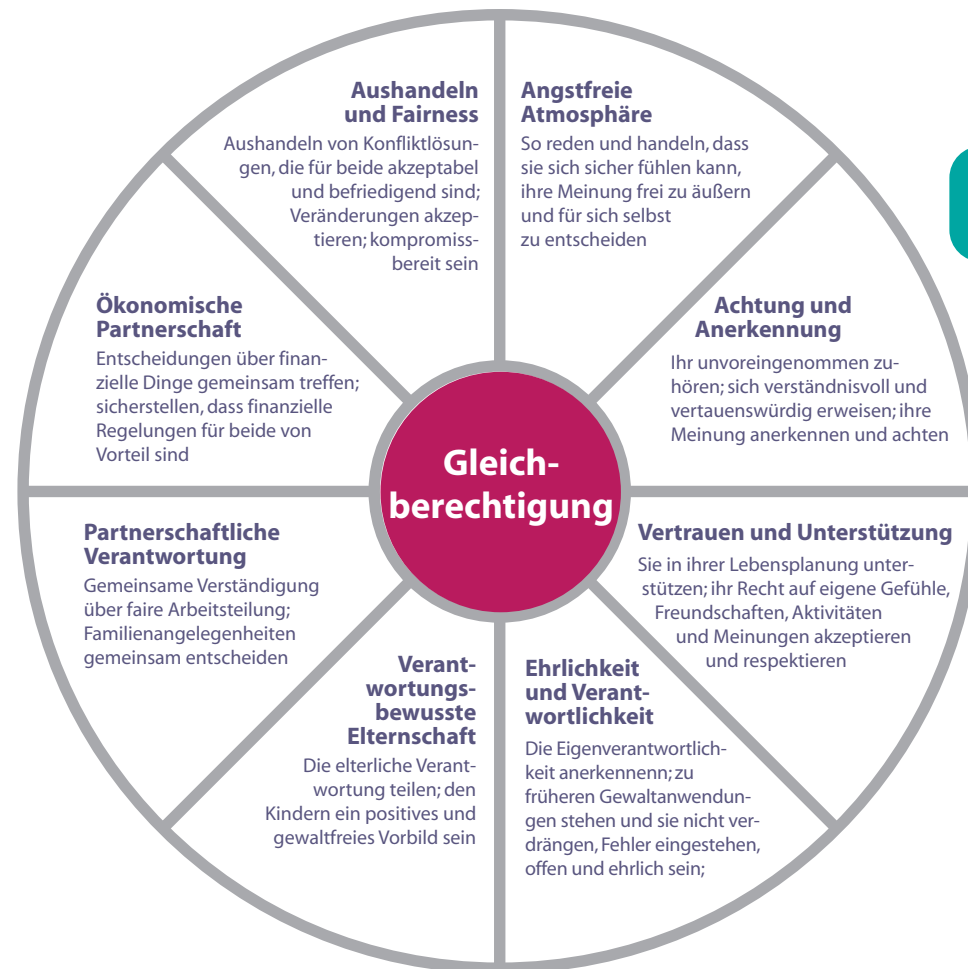 Aushandeln
und Fairness
Aushandeln von Konfliktlösun-
gen, die für beide akzeptabel
und befriedigend sind;
Veränderungen akzep-
tieren; kompromiss-
bereit sein
Angstfreie
Atmosphäre
So reden und handeln, dass
sie sich sicher fühlen kann,
ihre Meinung frei zu äußern
und für sich selbst
zu entscheiden
Ökonomische
Partnerschaft
Entscheidungen über finan-
zielle Dinge gemeinsam treffen;
sicherstellen, dass finanzielle
Regelungen für beide von
Vorteil sind
Achtung und
Anerkennung
Ihr unvoreingenommen zu-
hören; sich verständnisvoll und
vertauenswürdig erweisen; ihre
Meinung anerkennen und achten
Gleich-
berechtigung
Partnerschaftliche
Verantwortung
Gemeinsame Verständigung
über faire Arbeitsteilung;
Familienangelegenheiten
gemeinsam entscheiden
Vertrauen und Unterstützung
Sie in ihrer Lebensplanung unter-
stützen; ihr Recht auf eigene Gefühle,
Freundschaften, Aktivitäten
und Meinungen akzeptieren
und respektieren
Verant-
wortungs-
bewusste
Elternschaft
Die elterliche Verant-
wortung teilen; den
Kindern ein positives und
gewaltfreies Vorbild sein
Ehrlichkeit
und Verant-
wortlichkeit
Die Eigenverantwortlich-
keit anerkennenn; zu
früheren Gewaltanwendun-
gen stehen und sie nicht ver-
drängen, Fehler eingestehen,
offen und ehrlich sein;